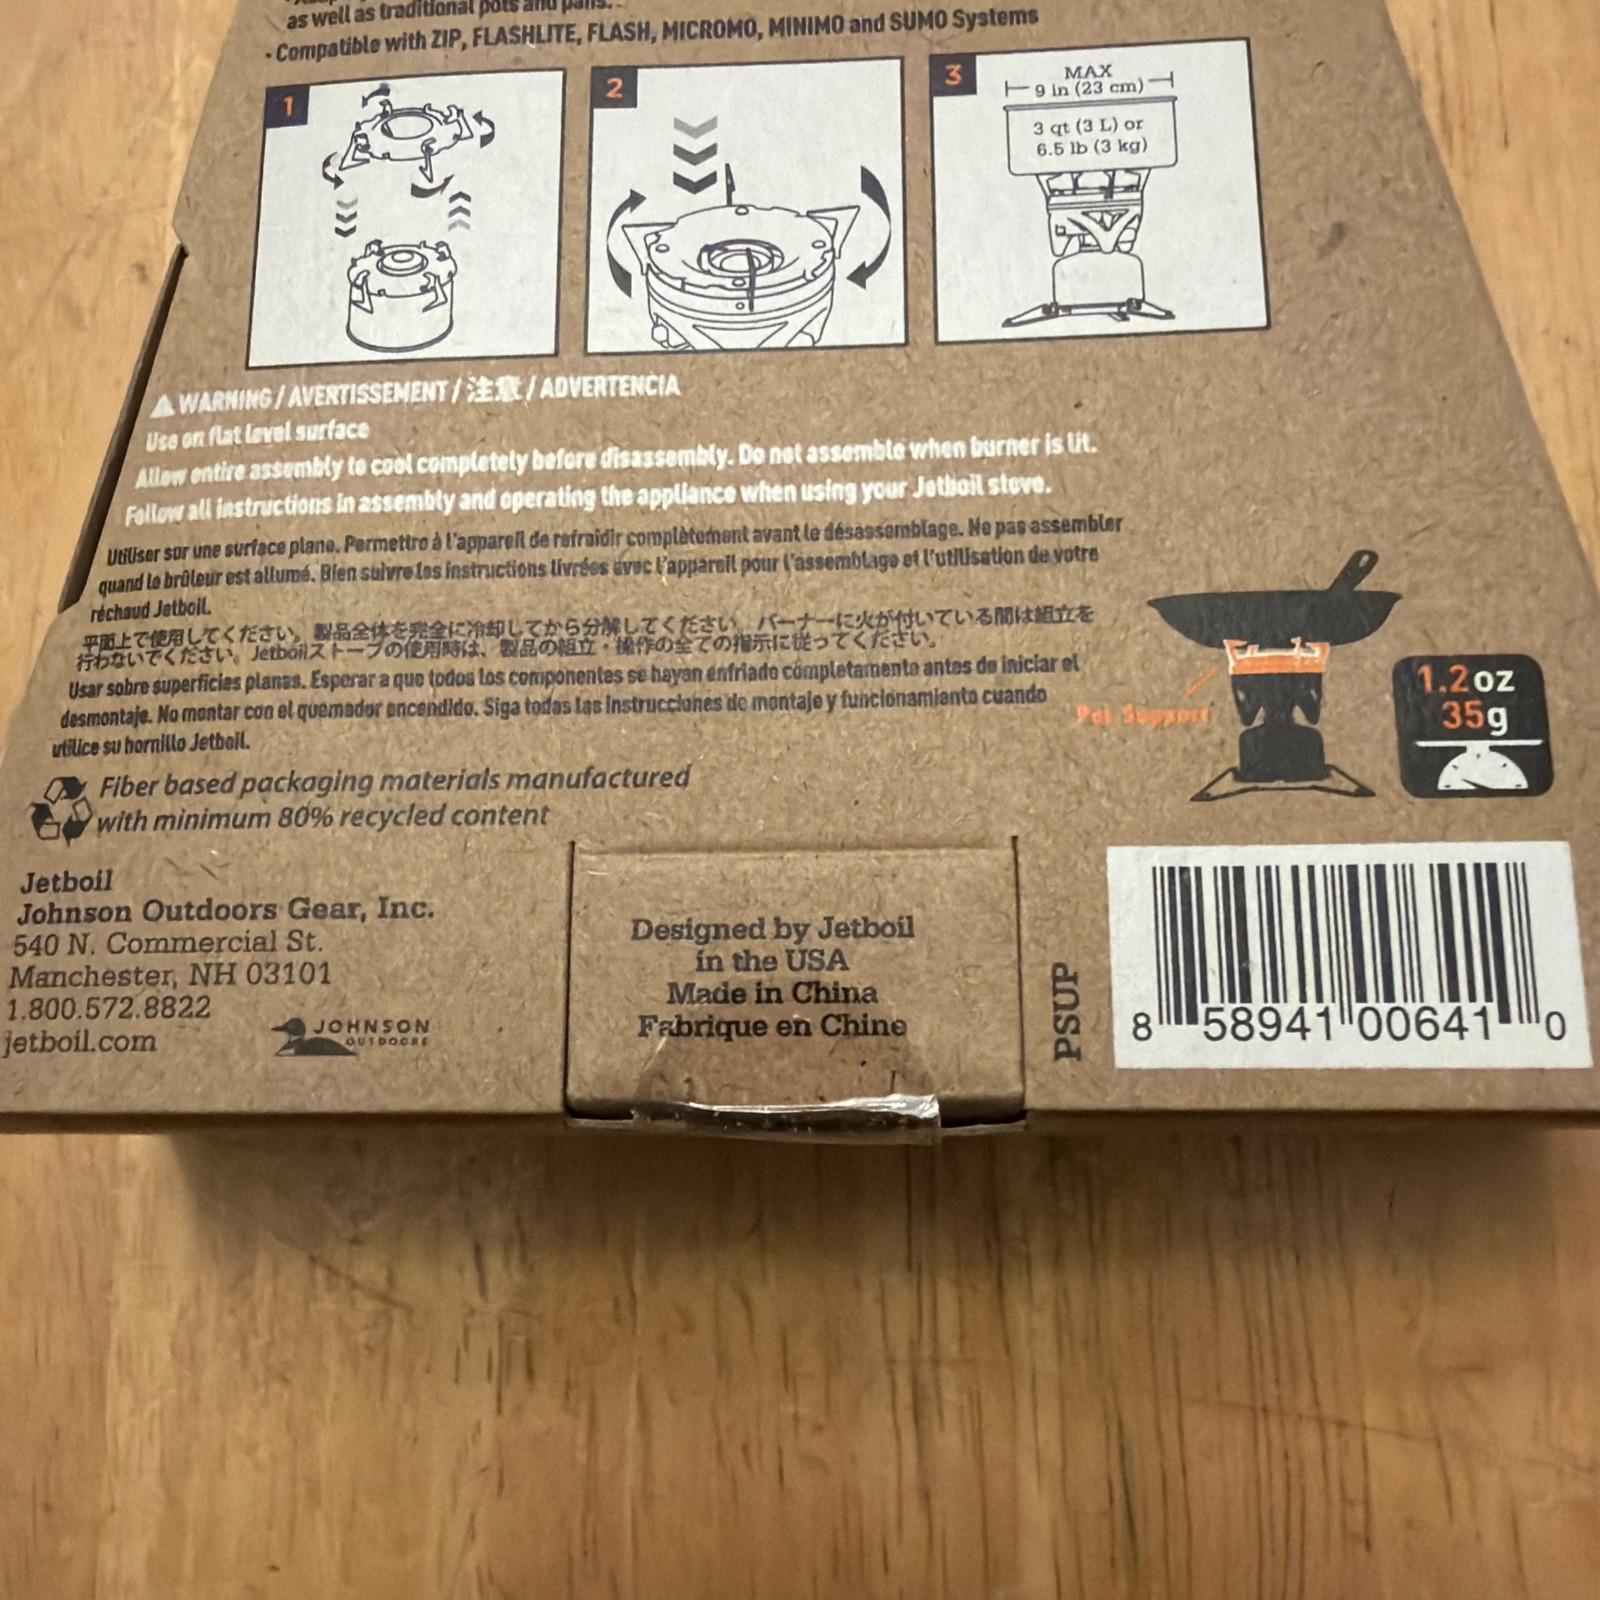 as well as traditional pots and pans.
• Compatible with ZIP, FLASHLITE, FLASH, MICROMO, MINIMO and SUMO Systems
1
2
3
MAX
9 in (23 cm)
3 qt (3 L) or
6.5 lb (3 kg)
WARNING / AVERTISSEMENT / 注意 / ADVERTENCIA
Use on flat level surface
Allow entire assembly to cool completely before disassembly. Do not assemble when burner is lit.
Follow all instructions in assembly and operating the appliance when using your Jetboil stove.
Utiliser sur une surface plane. Permettre à l'appareil de refroidir complètement avant le désassemblage. Ne pas assembler
quand le brûleur est allumé. Bien suivre les instructions livrées avec l'appareil pour l'assemblage et l'utilisation de votre
réchaud Jetboil.
平面上で使用してください。製品全体を完全に冷却してから分解してください。バーナーに火が付いている間は組立を
行わないでください。Jetboilストーブの使用時は、製品の組立・操作の全ての指示に従ってください。
Usar sobre superficies planas. Esperar a que todos los componentes se hayan enfriado completamente antes de iniciar el
desmontaje. No montar con el quemador encendido. Siga todas las instrucciones de montaje y funcionamiento cuando
utilice su hornillo Jetboil.
Pot Support
1.2 oz
35g
Fiber based packaging materials manufactured
with minimum 80% recycled content
Jetboil
Johnson Outdoors Gear, Inc.
540 N. Commercial St.
Manchester, NH 03101
1.800.572.8822
jetboil.com
JOHNSON
OUTDOORS
Designed by Jetboil
in the USA
Made in China
Fabrique en Chine
PSUP
8 58941 00641 0